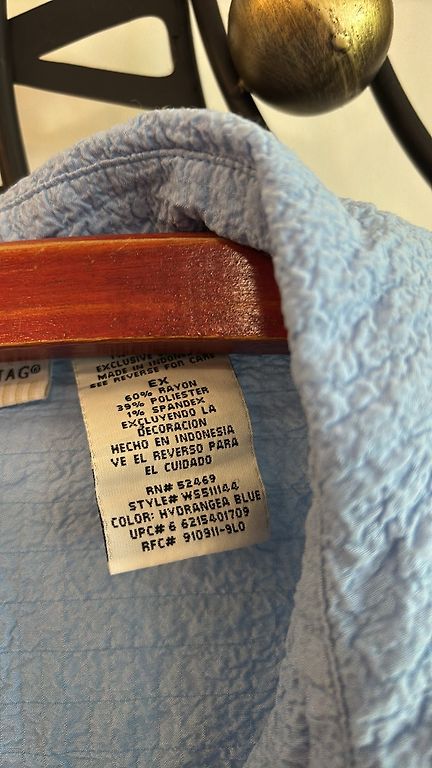 TAG®
EXCLUSIVE
MADE IN INDONES
SEE REVERSE FOR CARE
EX
60% RAYON
39% POLIESTER
1% SPANDEX
EXCLUYENDO LA
DECORACION
HECHO EN INDONESIA
VE EL REVERSO PARA
EL CUIDADO
RN# 52469
STYLE# WS511144
COLOR: HYDRANGEA BLUE
UPC# 6 6215401709
RFC# 910911-9L0